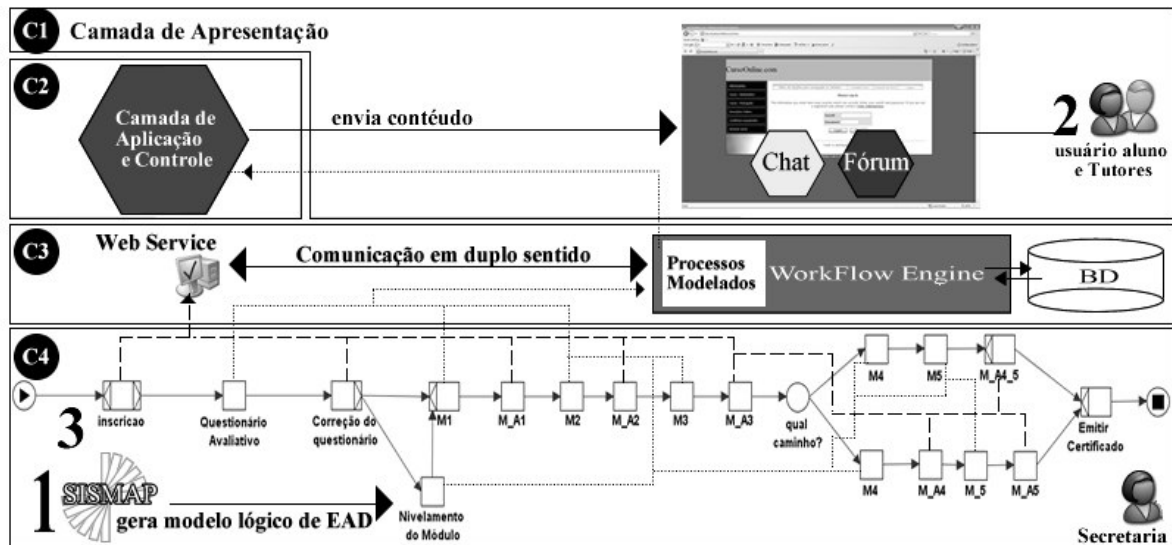 C1 Camada de Apresentação
C2
Camada de
Aplicação
e Controle
envia contéudo
CursoOnline.com
Chat
Fórum
2
usuário aluno
e Tutores
C3
Web Service
Comunicação em duplo sentido
Processos
Modelados
WorkFlow Engine
BD
C4
inscricao
Questionário
Avaliativo
Correção do
questionário
M1
M_A1
M2
M_A2
M3
M_A3
qual
caminho?
M4
M5
M_A4_5
M4
M_A4
M_5
M_A5
Emitir
Certificado
3
1
SISMAP
gera modelo lógico de EAD
Nivelamento
do Módulo
Secretaria